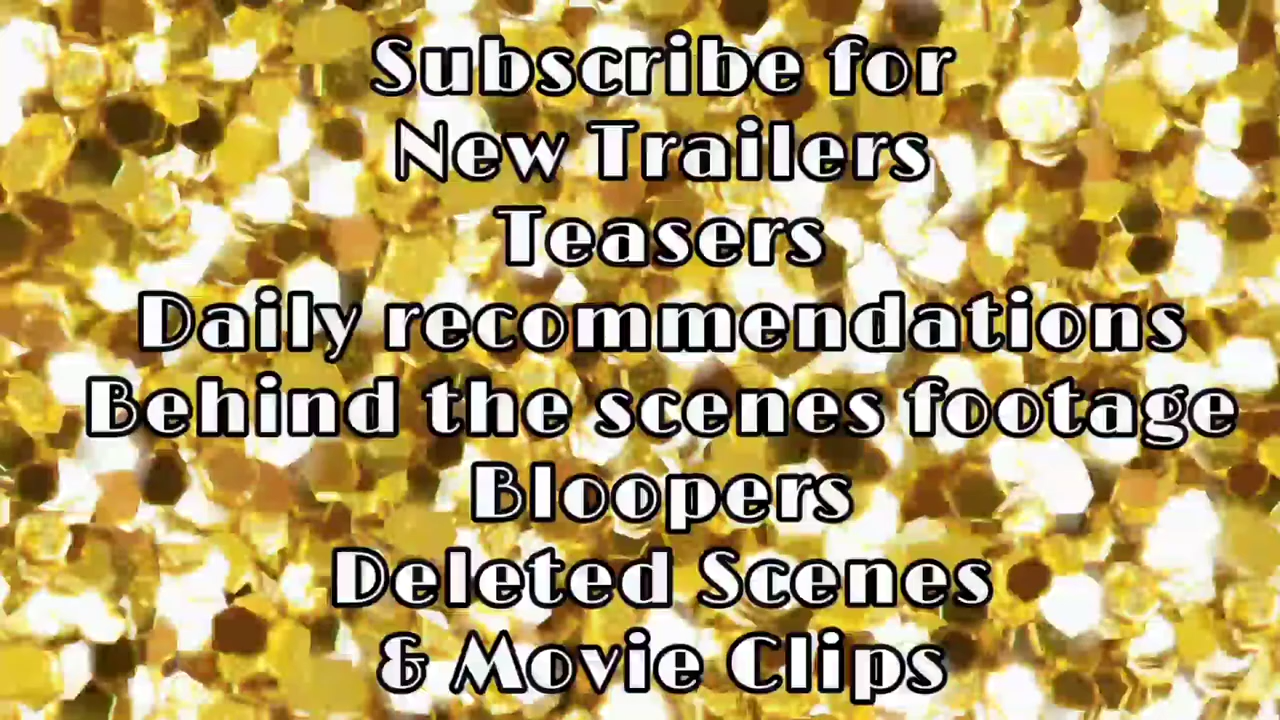 Subscribe for
New Trailers
Teasers
Daily recommendations
Behind the scenes footage
Bloopers
Deleted Scenes
& Movie Clips